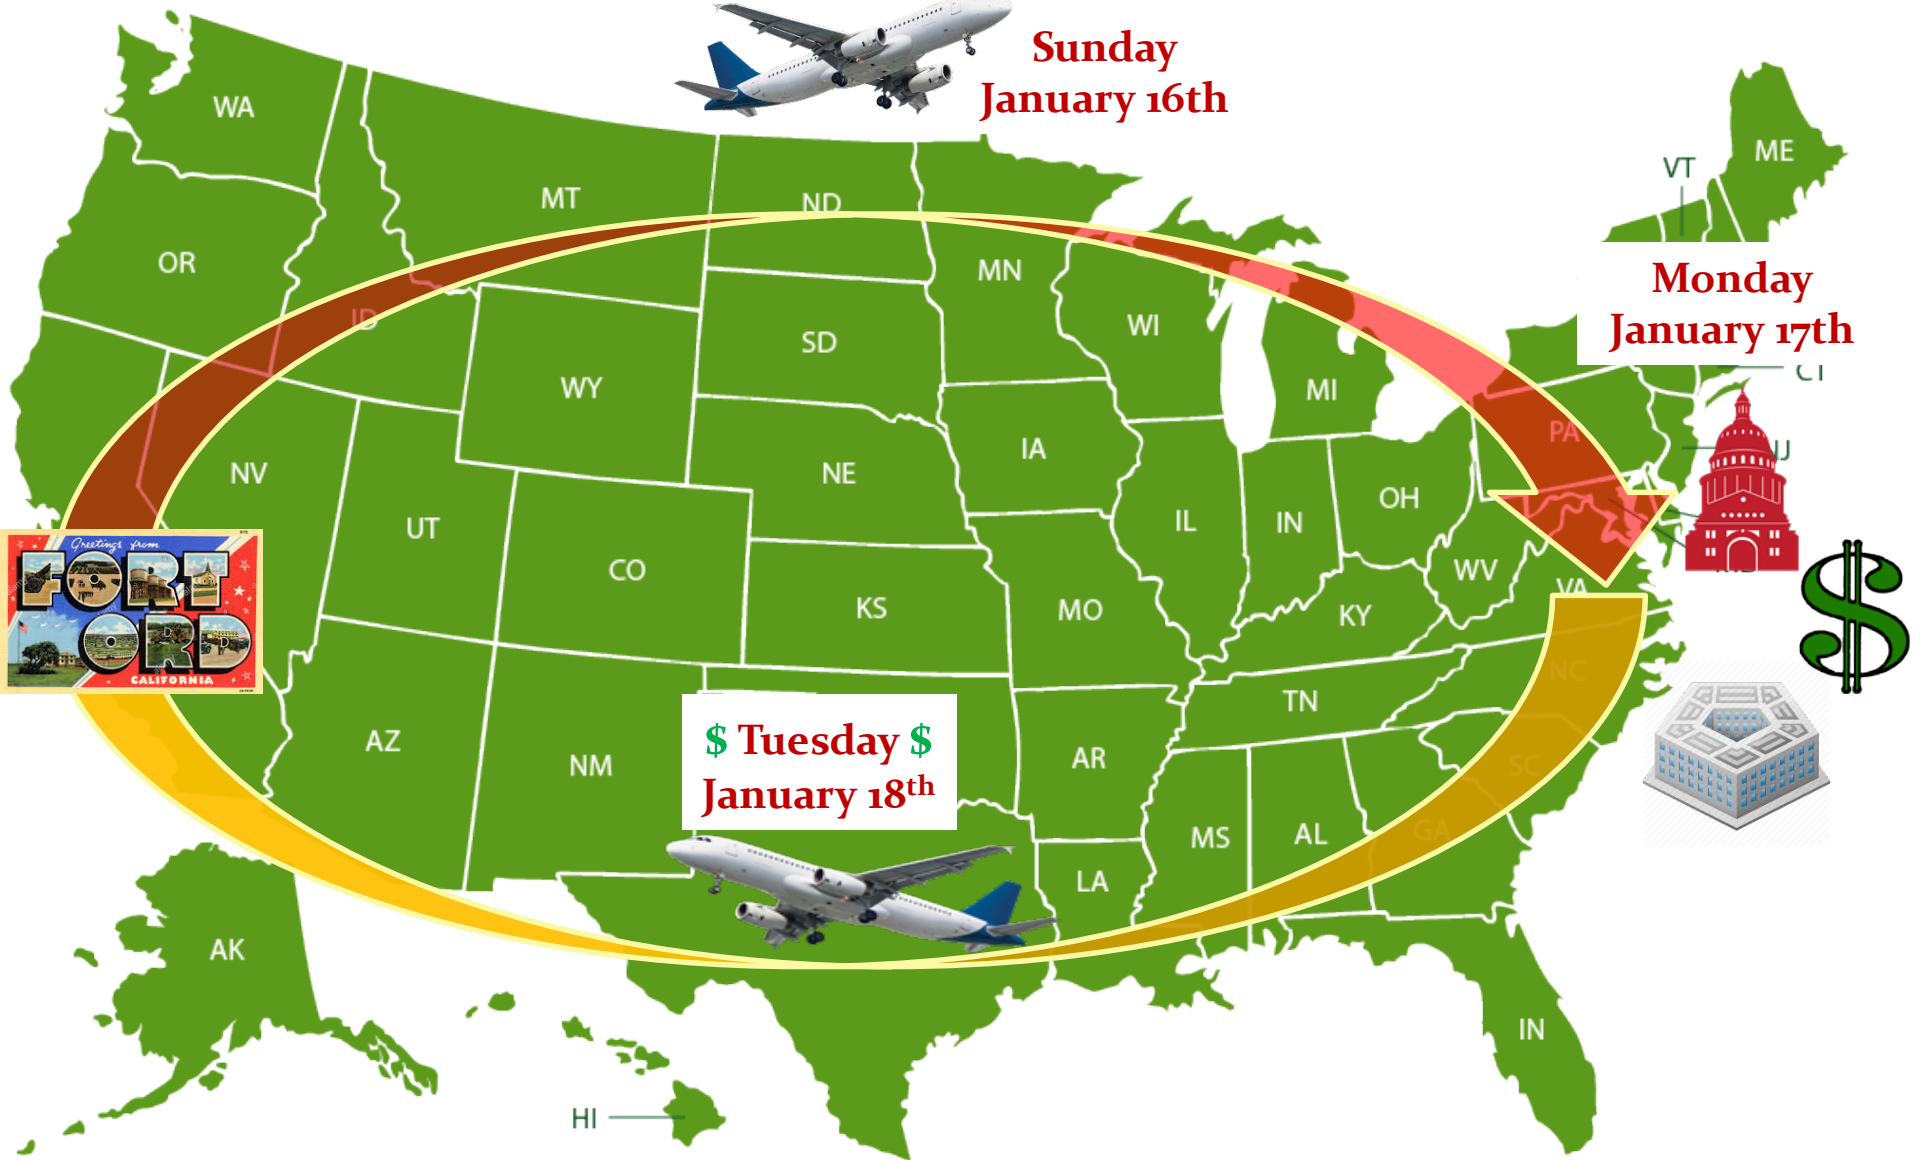 Sunday
January 16th
WA
ME
VT
MT
ND
OR
MN
Monday
January 17th
ID
WI
SD
CT
WY
MI
PA
NJ
IA
NV
NE
OH
UT
IL
IN
CO
WV
Greetings from
FORT
ORD
CALIFORNIA
VA
KS
MO
KY
$
NC
TN
$ Tuesday $
January 18th
AZ
NM
AR
SC
MS
AL
GA
LA
AK
IN
HI